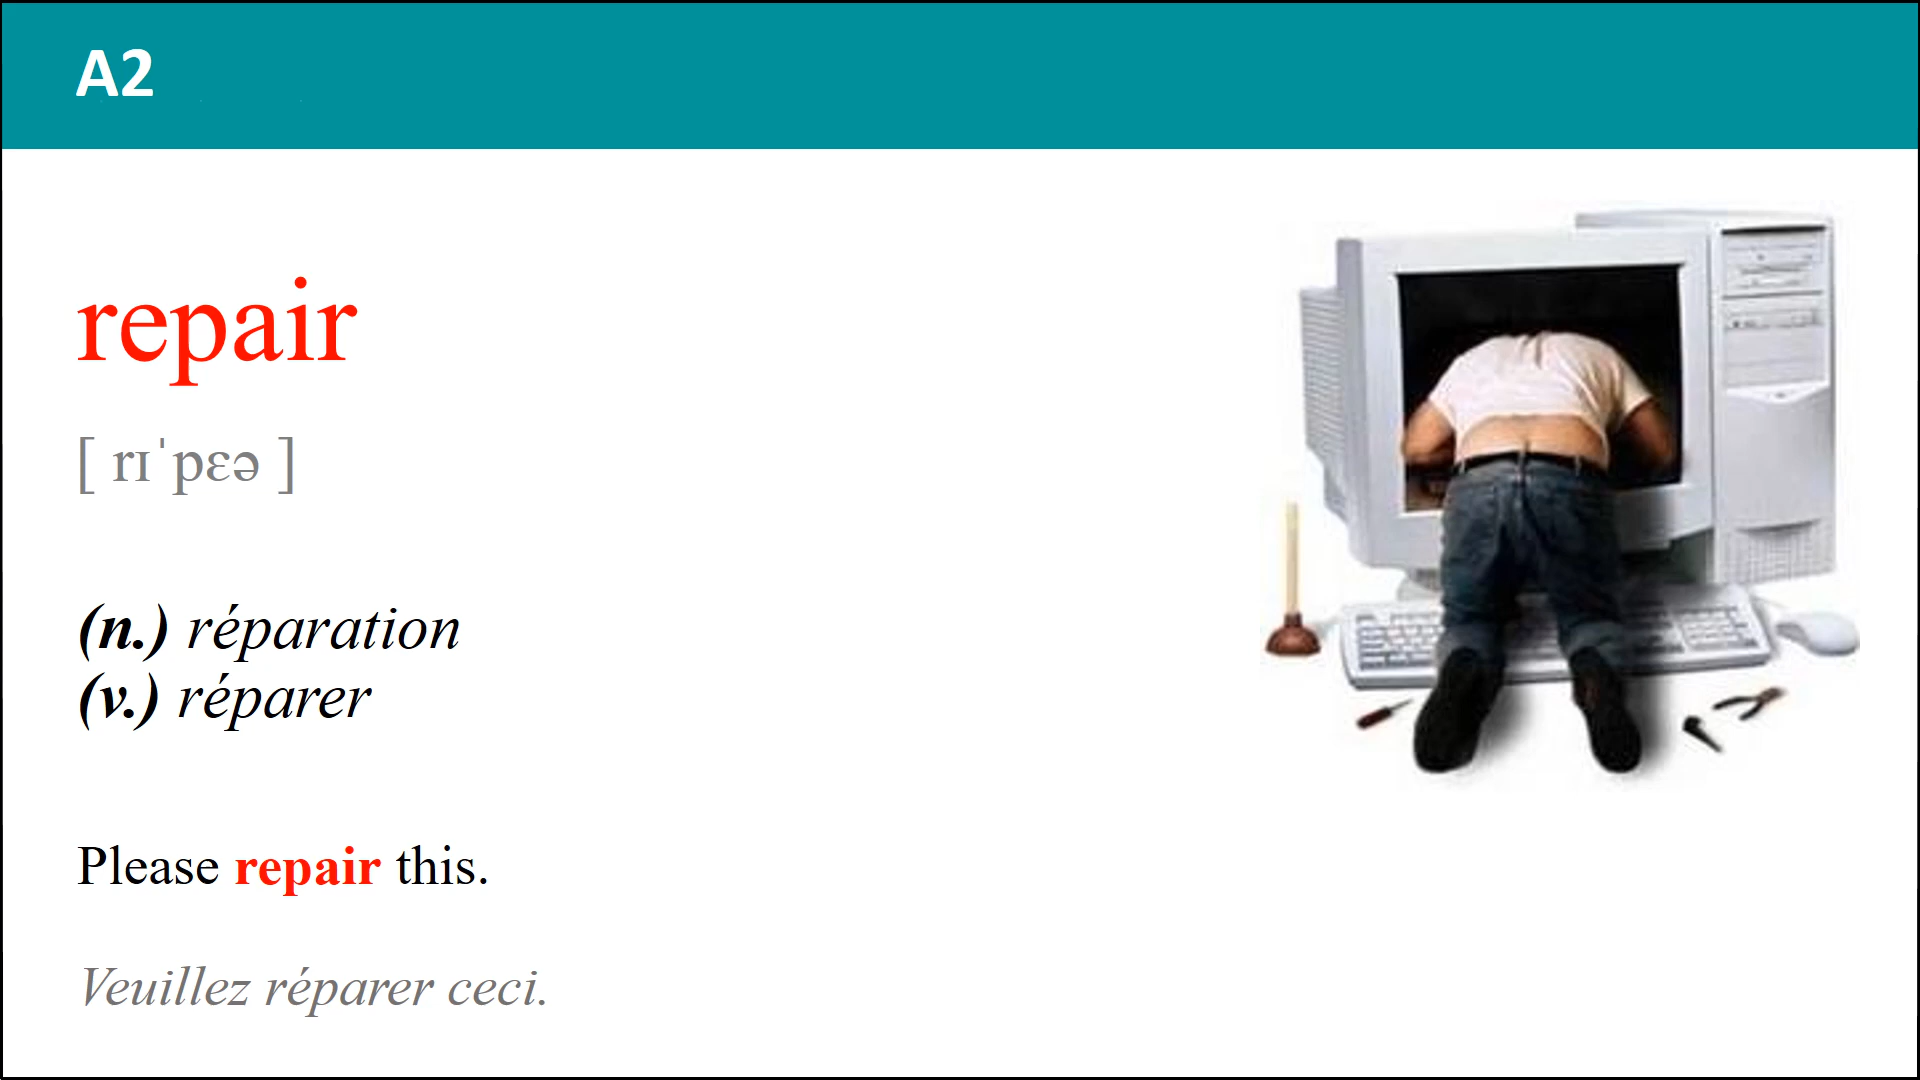 A2
repair
[ rɪˈpɛə ]
(n.) réparation
(v.) réparer
Please repair this.
Veuillez réparer ceci.